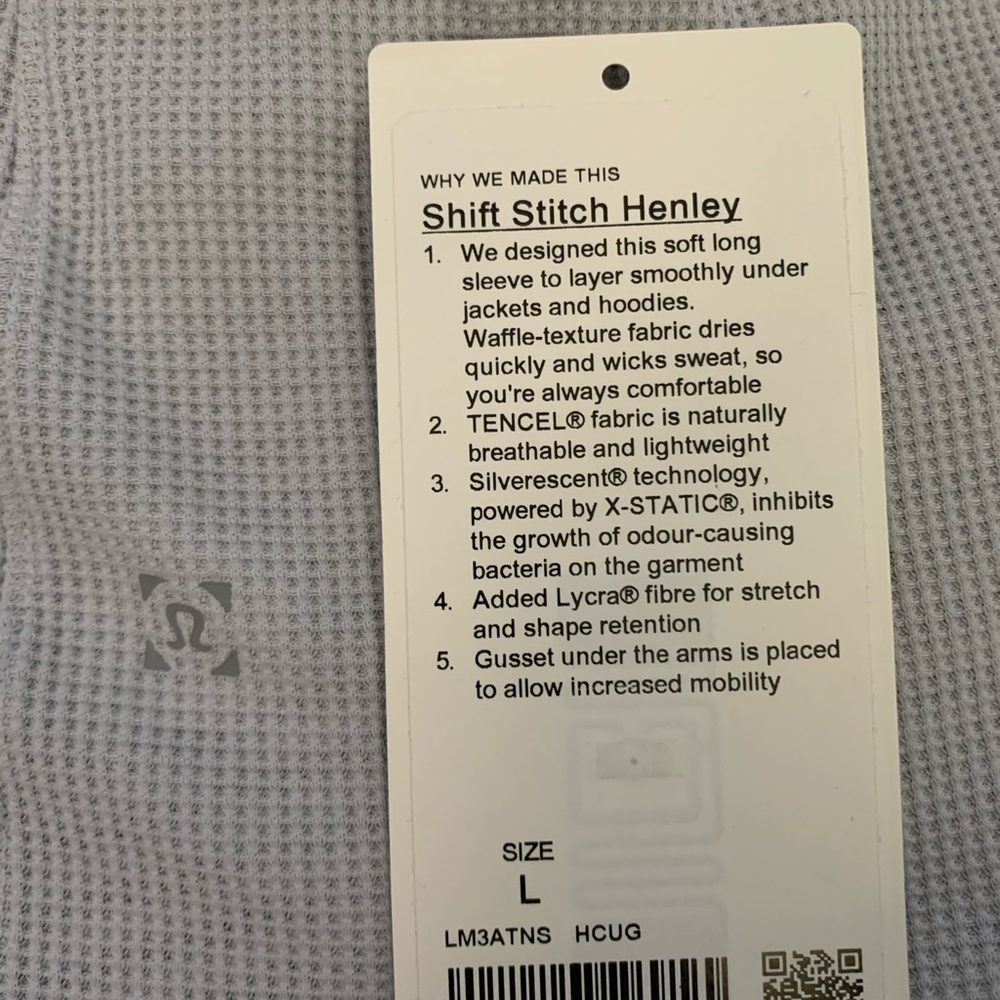 WHY WE MADE THIS
Shift Stitch Henley
1. We designed this soft long
sleeve to layer smoothly under
jackets and hoodies.
Waffle-texture fabric dries
quickly and wicks sweat, so
you're always comfortable
2. TENCEL® fabric is naturally
breathable and lightweight
3. Silverescent® technology,
powered by X-STATIC®, inhibits
the growth of odour-causing
bacteria on the garment
4. Added Lycra® fibre for stretch
and shape retention
5. Gusset under the arms is placed
to allow increased mobility
SIZE
L
LM3ATNS HCUG